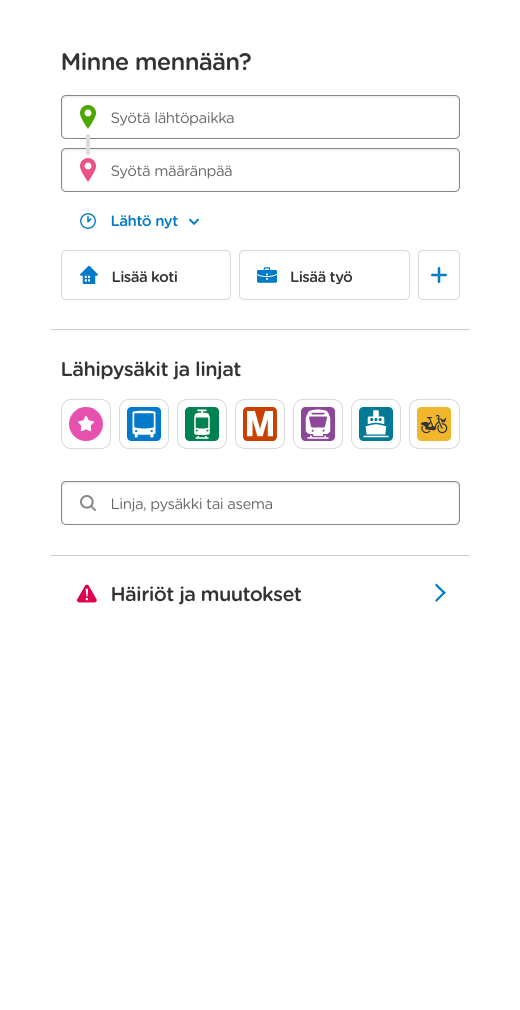 Minne mennään?
Syötä lähtöpaikka
Syötä määränpää
Lähtö nyt
Lisää koti
Lisää työ
Lähipysäkit ja linjat
M
Linja, pysäkki tai asema
Häiriöt ja muutokset